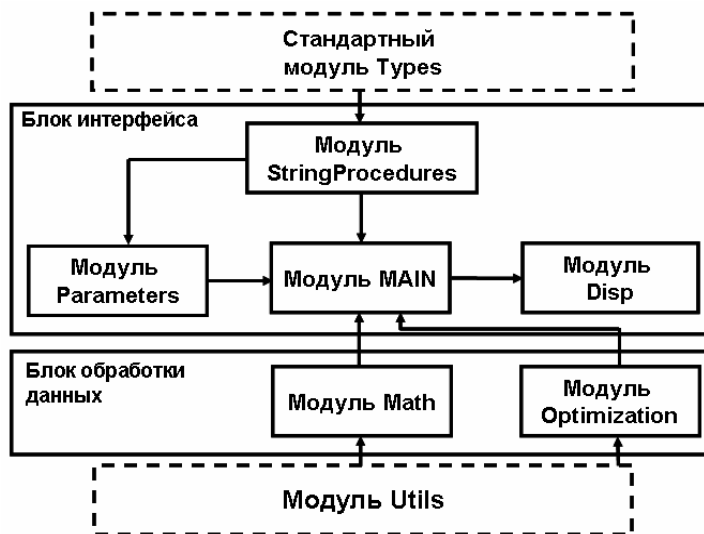 Стандартный
модуль Types
Блок интерфейса
Модуль
StringProcedures
Модуль
Parameters
Модуль MAIN
Модуль
Disp
Блок обработки
данных
Модуль Math
Модуль
Optimization
Модуль Utils